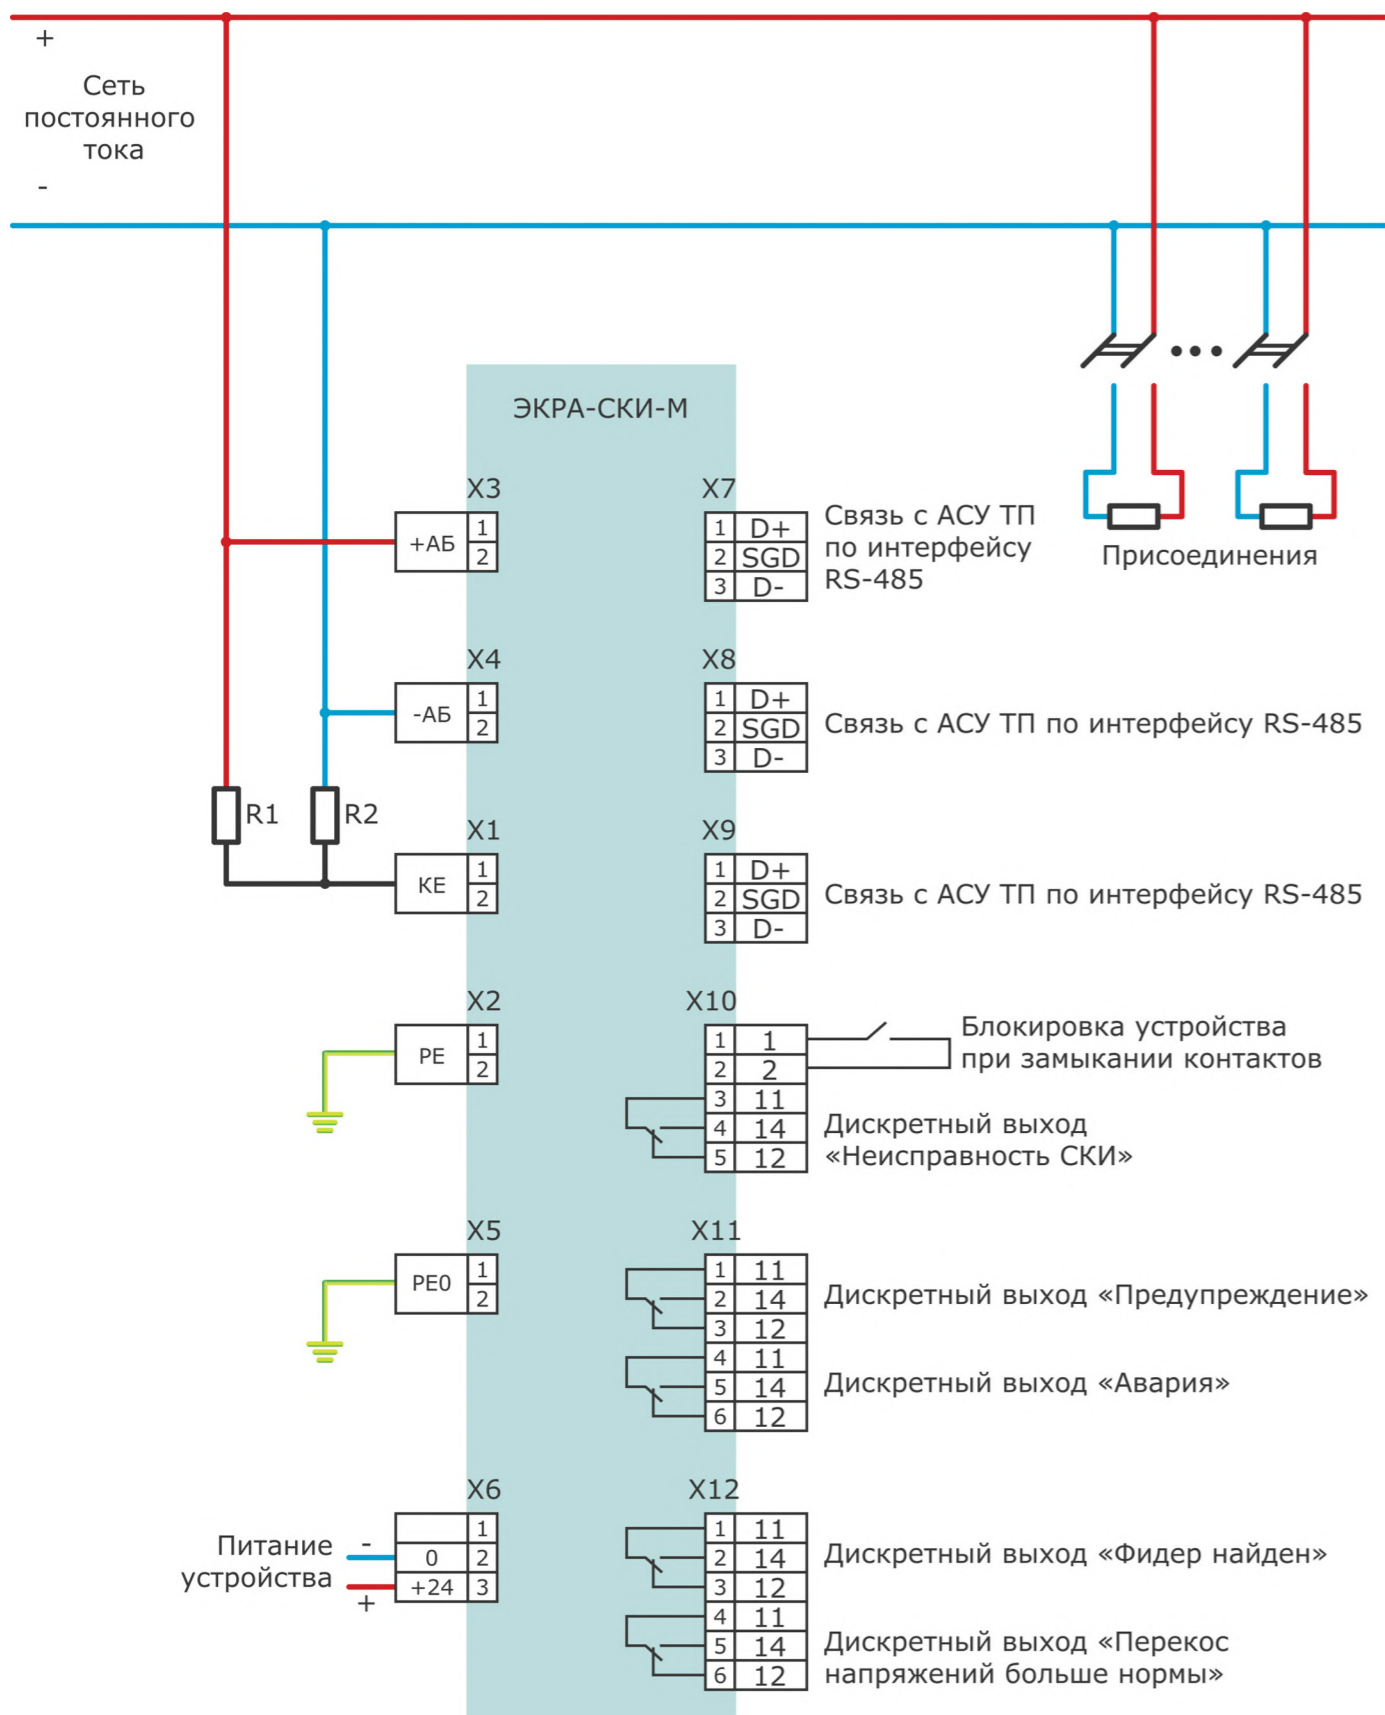 +
Сеть
постоянного
тока
-
ЭКРА-СКИ-М
X3
+АБ
1
2
X7
1 D+
2 SGD
3 D-
Связь с АСУ ТП
по интерфейсу
RS-485
Присоединения
X4
-АБ
1
2
X8
1 D+
2 SGD
3 D-
Связь с АСУ ТП по интерфейсу RS-485
R1
R2
X1
КЕ
1
2
X9
1 D+
2 SGD
3 D-
Связь с АСУ ТП по интерфейсу RS-485
X2
PE
1
2
X10
1 1
2 2
3 11
4 14
5 12
Блокировка устройства
при замыкании контактов
Дискретный выход
«Неисправность СКИ»
X5
PE0
1
2
X11
1 11
2 14
3 12
4 11
5 14
6 12
Дискретный выход «Предупреждение»
Дискретный выход «Авария»
X6
Питание
устройства
-
+
1
0 2
+24 3
X12
1 11
2 14
3 12
4 11
5 14
6 12
Дискретный выход «Фидер найден»
Дискретный выход «Перекос
напряжений больше нормы»